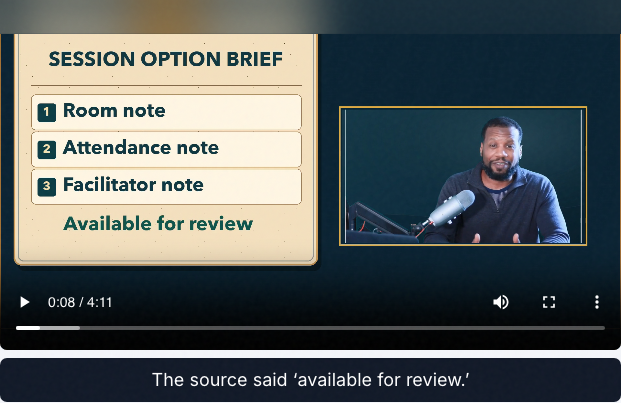 SESSION OPTION BRIEF
1 Room note
2 Attendance note
3 Facilitator note
Available for review
0:08 / 4:11
The source said ‘available for review.’